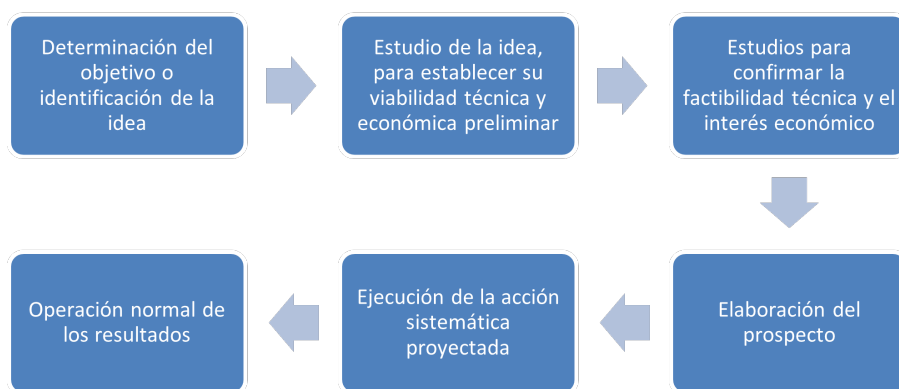 Determinación del
objetivo o
identificación de la
idea
Estudio de la idea,
para establecer su
viabilidad técnica y
económica preliminar
Estudios para
confirmar la
factibilidad técnica y el
interés económico
Elaboración del
prospecto
Ejecución de la acción
sistemática
proyectada
Operación normal de
los resultados